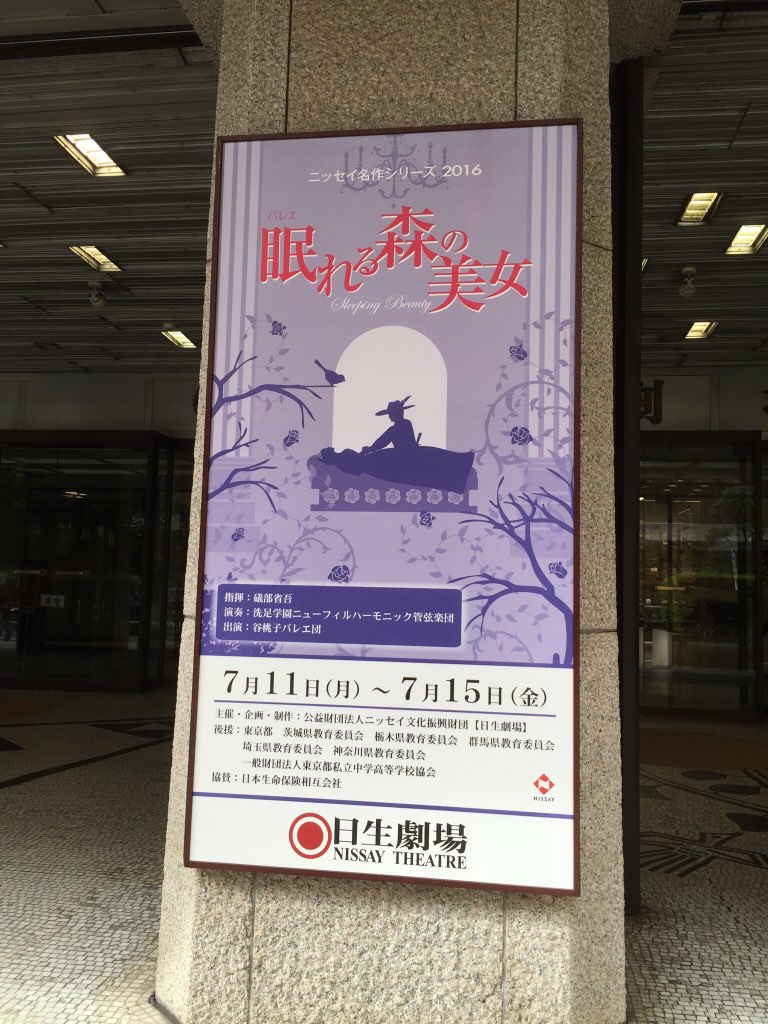 ニッセイ名作シリーズ 2016
バレエ
眠れる森の美女
Sleeping Beauty
指揮：礒部省吾
演奏：洗足学園ニューフィルハーモニック管弦楽団
出演：谷桃子バレエ団
7月11日(月) ～ 7月15日(金)
主催・企画・制作：公益財団法人ニッセイ文化振興財団【日生劇場】
後援：東京都　茨城県教育委員会　栃木県教育委員会　群馬県教育委員会
埼玉県教育委員会　神奈川県教育委員会
一般財団法人東京都私立中学高等学校協会
協賛：日本生命保険相互会社
NISSAY
日生劇場
NISSAY THEATRE